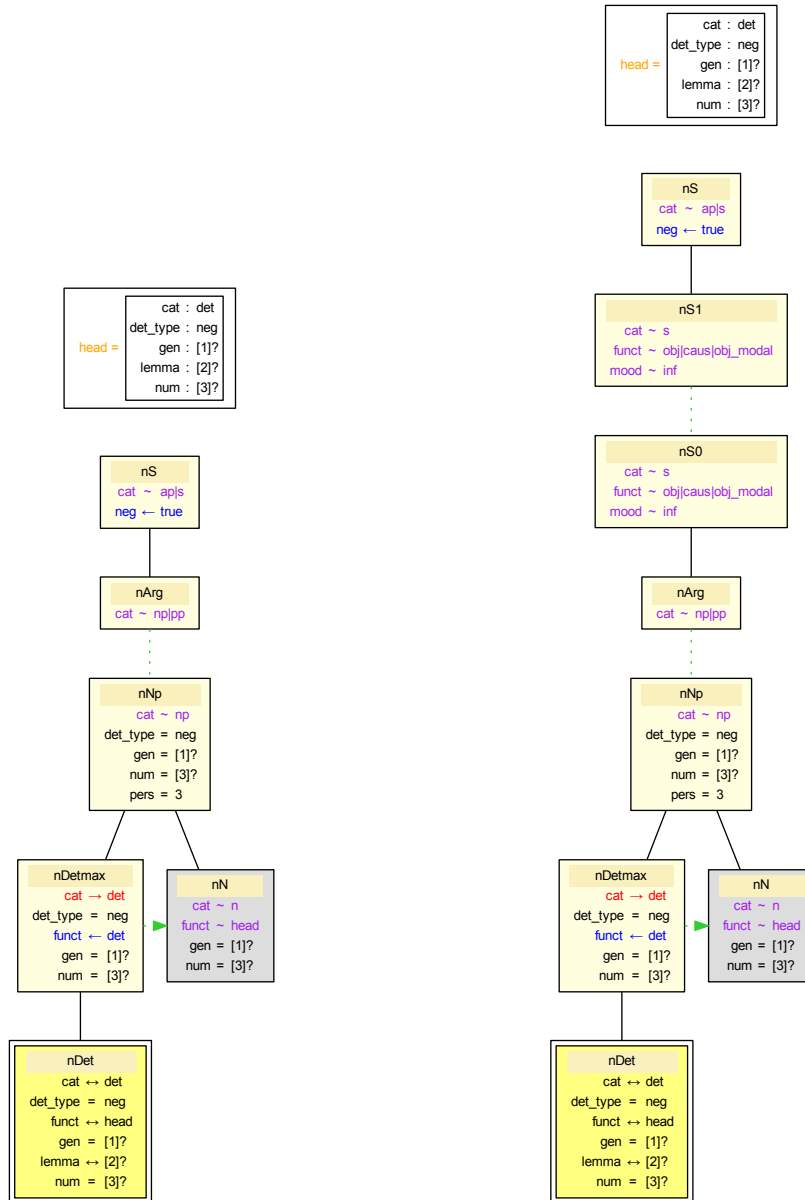 head =
cat : det
det_type : neg
gen : [1]?
lemma : [2]?
num : [3]?
nS
cat ~ ap|s
neg ← true
nArg
cat ~ np|pp
nNp
cat ~ np
det_type = neg
gen = [1]?
num = [3]?
pers = 3
nDetmax
cat → det
det_type = neg
funct ← det
gen = [1]?
num = [3]?
nN
cat ~ n
funct ~ head
gen = [1]?
num = [3]?
nDet
cat ↔ det
det_type = neg
funct ↔ head
gen = [1]?
lemma ↔ [2]?
num = [3]?
head =
cat : det
det_type : neg
gen : [1]?
lemma : [2]?
num : [3]?
nS
cat ~ ap|s
neg ← true
nS1
cat ~ s
funct ~ obj|caus|obj_modal
mood ~ inf
nS0
cat ~ s
funct ~ obj|caus|obj_modal
mood ~ inf
nArg
cat ~ np|pp
nNp
cat ~ np
det_type = neg
gen = [1]?
num = [3]?
pers = 3
nDetmax
cat → det
det_type = neg
funct ← det
gen = [1]?
num = [3]?
nN
cat ~ n
funct ~ head
gen = [1]?
num = [3]?
nDet
cat ↔ det
det_type = neg
funct ↔ head
gen = [1]?
lemma ↔ [2]?
num = [3]?